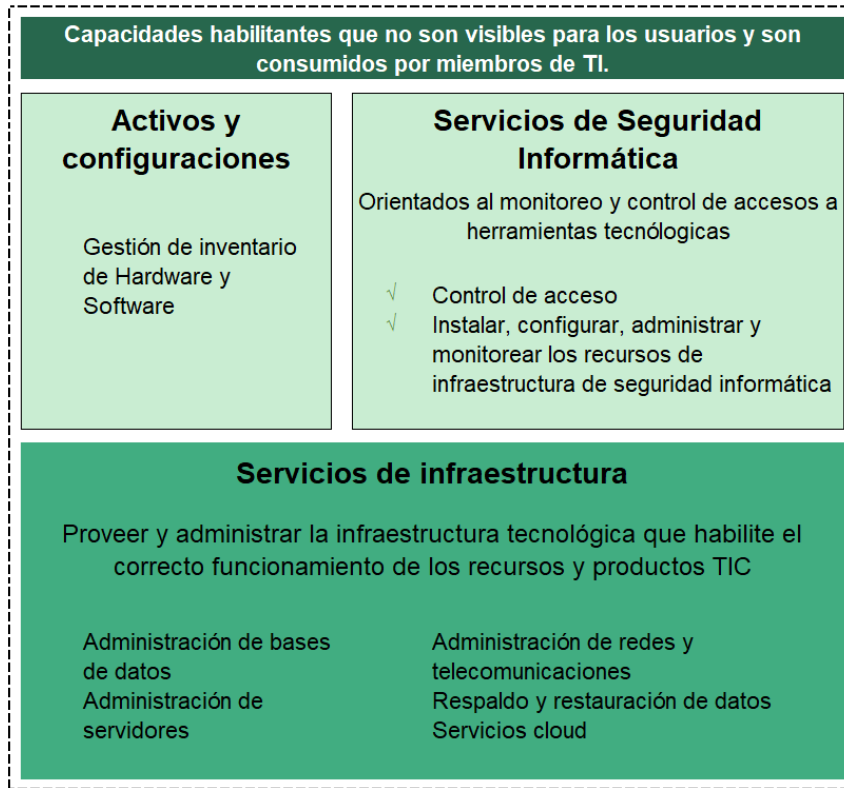 Capacidades habilitantes que no son visibles para los usuarios y son
consumidos por miembros de TI.
Activos y
configuraciones
Gestión de inventario
de Hardware y
Software
Servicios de Seguridad
Informática
Orientados al monitoreo y control de accesos a
herramientas tecnólogicas
√ Control de acceso
√ Instalar, configurar, administrar y
monitorear los recursos de
infraestructura de seguridad informática
Servicios de infraestructura
Proveer y administrar la infraestructura tecnológica que habilite el
correcto funcionamiento de los recursos y productos TIC
Administración de bases
de datos
Administración de
servidores
Administración de redes y
telecomunicaciones
Respaldo y restauración de datos
Servicios cloud